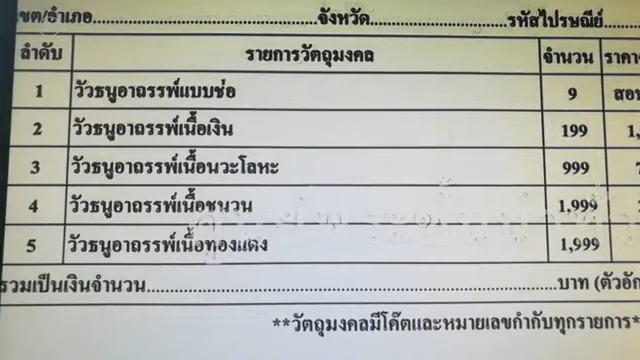 เขต/อำเภอ........................................จังหวัด........................................รหัสไปรษณีย์.......
ลำดับ รายการวัตถุมงคล จำนวน
1 วัวธนูอาถรรพ์แบบช่อ 9
2 วัวธนูอาถรรพ์เนื้อเงิน 199
3 วัวธนูอาถรรพ์เนื้อนวะโลหะ 999
4 วัวธนูอาถรรพ์เนื้อชนวน 1,999
5 วัวธนูอาถรรพ์เนื้อทองแดง 1,999
รวมเป็นเงินจำนวน........................................บาท
**วัตถุมงคลมีโค๊ตและหมายเลขกำกับทุกรายการ*